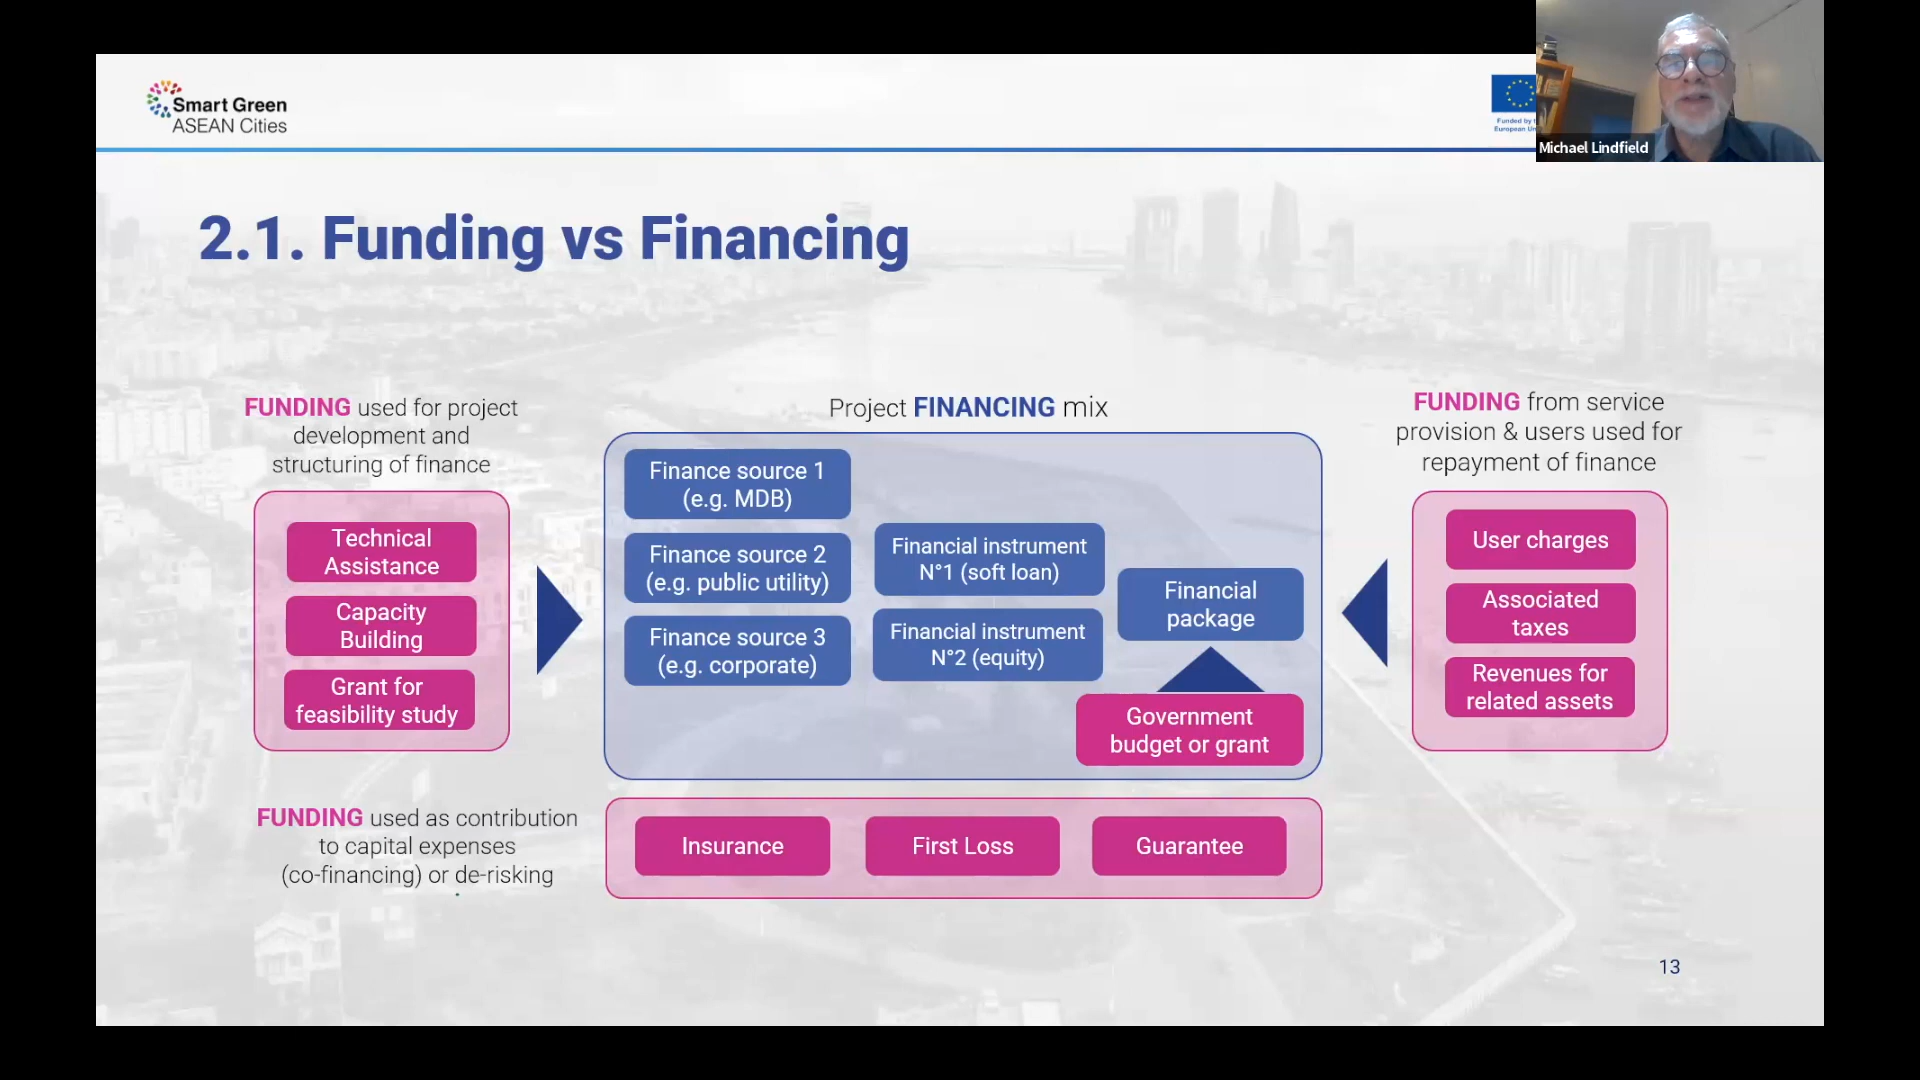 Smart Green
ASEAN Cities
Funded by
European Un
Michael Lindfield
2.1. Funding vs Financing
FUNDING used for project
development and
structuring of finance
Technical
Assistance
Capacity
Building
Grant for
feasibility study
Project FINANCING mix
Finance source 1
(e.g. MDB)
Finance source 2
(e.g. public utility)
Finance source 3
(e.g. corporate)
Financial instrument
N°1 (soft loan)
Financial instrument
N°2 (equity)
Financial
package
Government
budget or grant
FUNDING from service
provision & users used for
repayment of finance
User charges
Associated
taxes
Revenues for
related assets
FUNDING used as contribution
to capital expenses
(co-financing) or de-risking
Insurance
First Loss
Guarantee
13